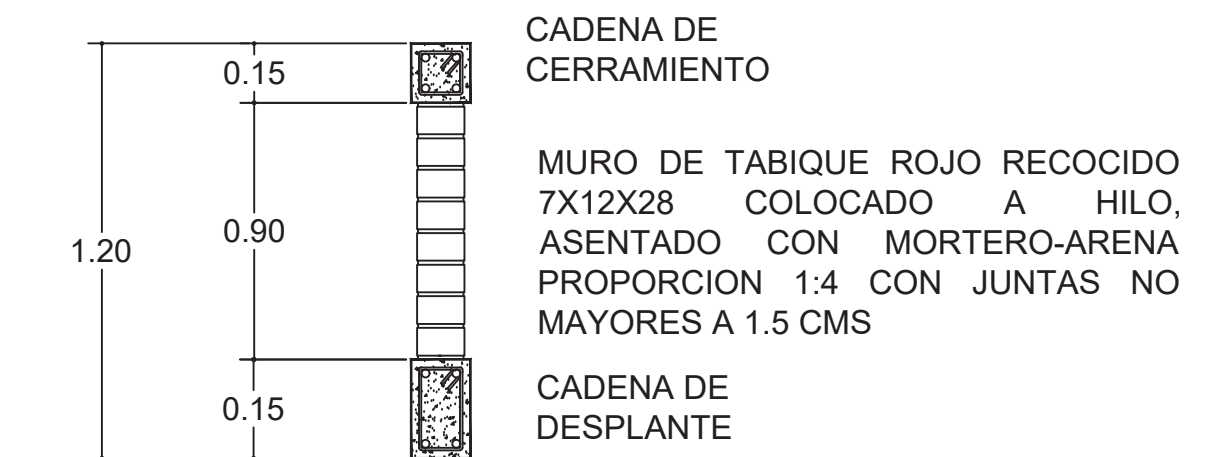 CADENA DE
CERRAMIENTO
0.15
MURO DE TABIQUE ROJO RECOCIDO
7X12X28 COLOCADO A HILO,
ASENTADO CON MORTERO-ARENA
PROPORCION 1:4 CON JUNTAS NO
MAYORES A 1.5 CMS
0.90
1.20
CADENA DE
DESPLANTE
0.15